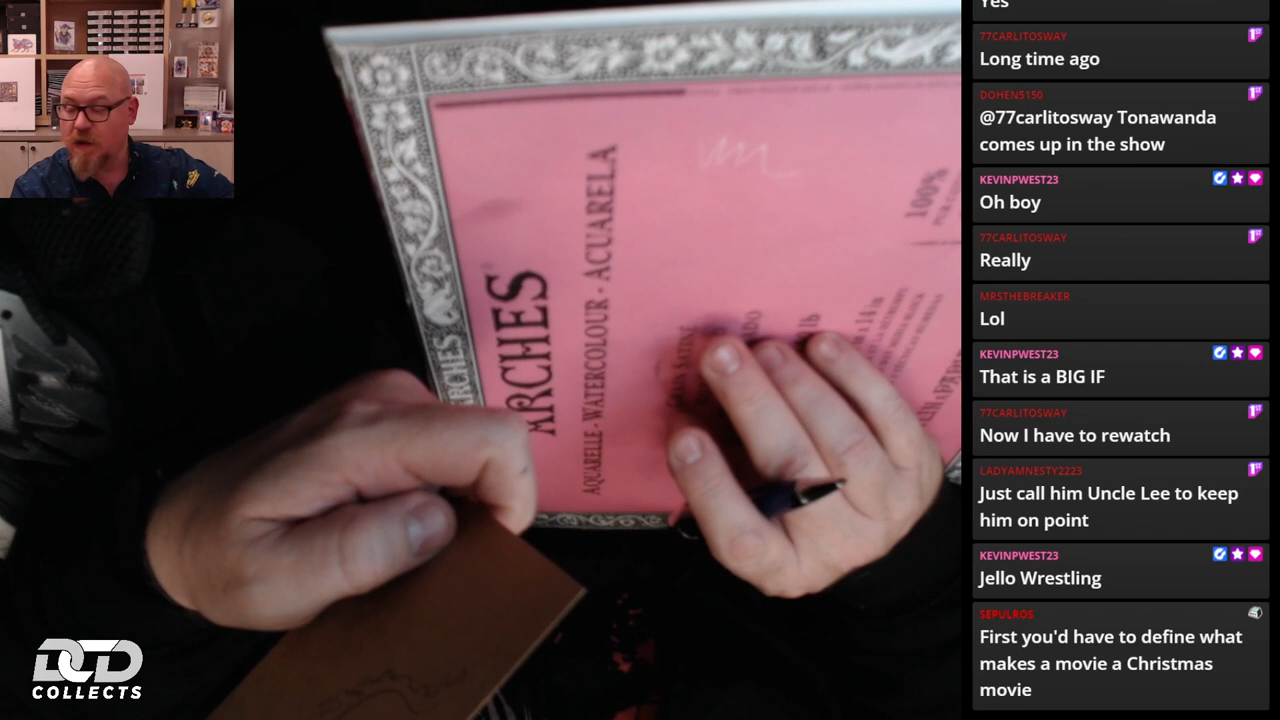 ARCHES
AQUARELLE - WATERCOLOUR - ACUARELA
100%
ARCHES
DCD
COLLECTS
Yes
77CARLITOSWAY
Long time ago
DOHEN5150
@77carlitosway Tonawanda
comes up in the show
KEVINPWEST23
Oh boy
77CARLITOSWAY
Really
MRSTHEBREAKER
Lol
KEVINPWEST23
That is a BIG IF
77CARLITOSWAY
Now I have to rewatch
LADYAMNESTY2223
Just call him Uncle Lee to keep
him on point
KEVINPWEST23
Jello Wrestling
SEPULROS
First you'd have to define what
makes a movie a Christmas
movie